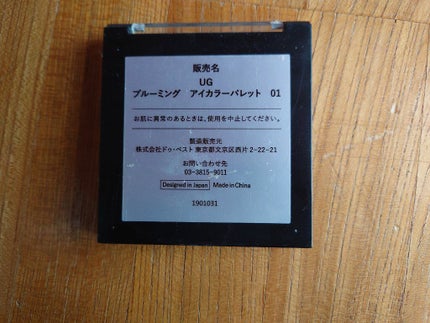 販売名
UG
ブルーミング アイカラーパレット 01
お肌に異常のあるときは、使用を中止してください。
製造販売元
株式会社ドゥ・ベスト 東京都文京区西片2-22-21
お問い合わせ先
03-3815-9011
Designed in Japan Made in China
1901031